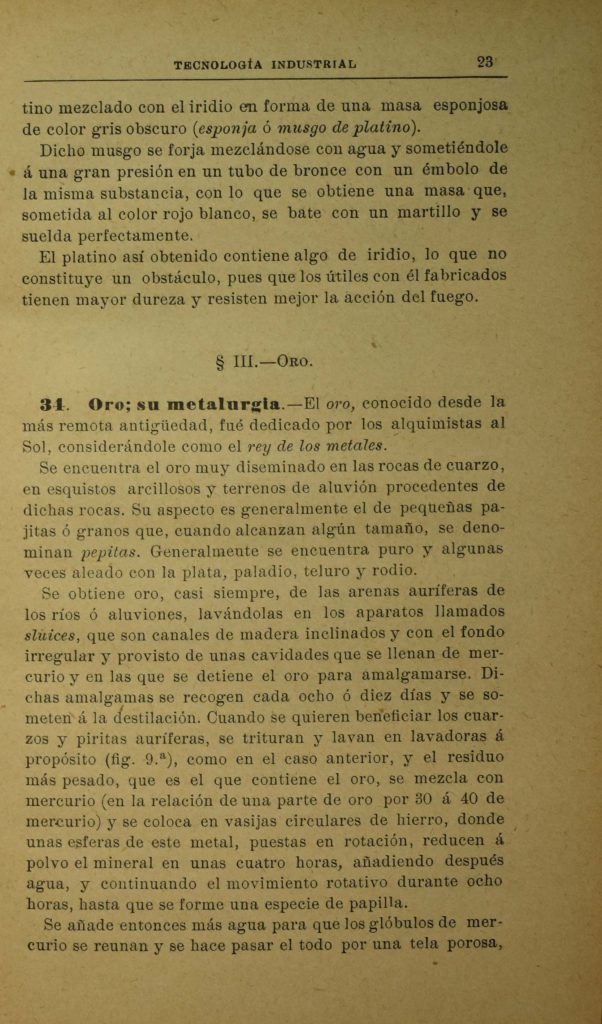 TECNOLOGÍA INDUSTRIAL 23
tino mezclado con el iridio en forma de una masa esponjosa
de color gris obscuro (esponja ó musgo de platino).
Dicho musgo se forja mezclándose con agua y sometiéndole
á una gran presión en un tubo de bronce con un émbolo de
la misma substancia, con lo que se obtiene una masa que,
sometida al color rojo blanco, se bate con un martillo y se
suelda perfectamente.
El platino así obtenido contiene algo de iridio, lo que no
constituye un obstáculo, pues que los útiles con él fabricados
tienen mayor dureza y resisten mejor la acción del fuego.
§ III.—ORO.
34. Oro; su metalurgia.—El oro, conocido desde la
más remota antigüedad, fué dedicado por los alquimistas al
Sol, considerándole como el rey de los metales.
Se encuentra el oro muy diseminado en las rocas de cuarzo,
en esquistos arcillosos y terrenos de aluvión procedentes de
dichas rocas. Su aspecto es generalmente el de pequeñas pa-
jitas ó granos que, cuando alcanzan algún tamaño, se deno-
minan pepitas. Generalmente se encuentra puro y algunas
veces aleado con la plata, paladio, teluro y rodio.
Se obtiene oro, casi siempre, de las arenas auríferas de
los ríos ó aluviones, lavándolas en los aparatos llamados
slúices, que son canales de madera inclinados y con el fondo
irregular y provisto de unas cavidades que se llenan de mer-
curio y en las que se detiene el oro para amalgamarse. Di-
chas amalgamas se recogen cada ocho ó diez días y se so-
meten á la destilación. Cuando se quieren beneficiar los cuar-
zos y piritas auríferas, se trituran y lavan en lavadoras á
propósito (fig. 9.ª), como en el caso anterior, y el residuo
más pesado, que es el que contiene el oro, se mezcla con
mercurio (en la relación de una parte de oro por 30 á 40 de
mercurio) y se coloca en vasijas circulares de hierro, donde
unas esferas de este metal, puestas en rotación, reducen á
polvo el mineral en unas cuatro horas, añadiendo después
agua, y continuando el movimiento rotativo durante ocho
horas, hasta que se forme una especie de papilla.
Se añade entonces más agua para que los glóbulos de mer-
curio se reunan y se hace pasar el todo por una tela porosa,